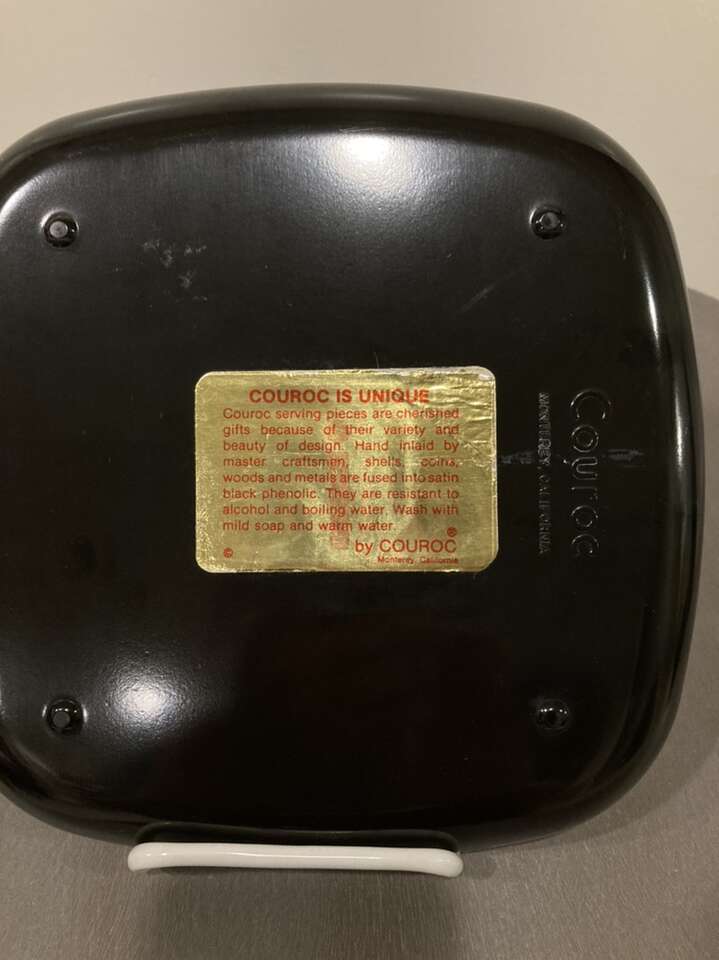 COUROC IS UNIQUE
Couroc serving pieces are cherished
gifts because of their variety and
beauty of design. Hand inlaid by
master craftsmen, shells, coins,
woods and metals are fused into satin
black phenolic. They are resistant to
alcohol and boiling water. Wash with
mild soap and warm water.
© by COUROC ®
Monterey, California
Couroc
MONTEREY, CALIFORNIA